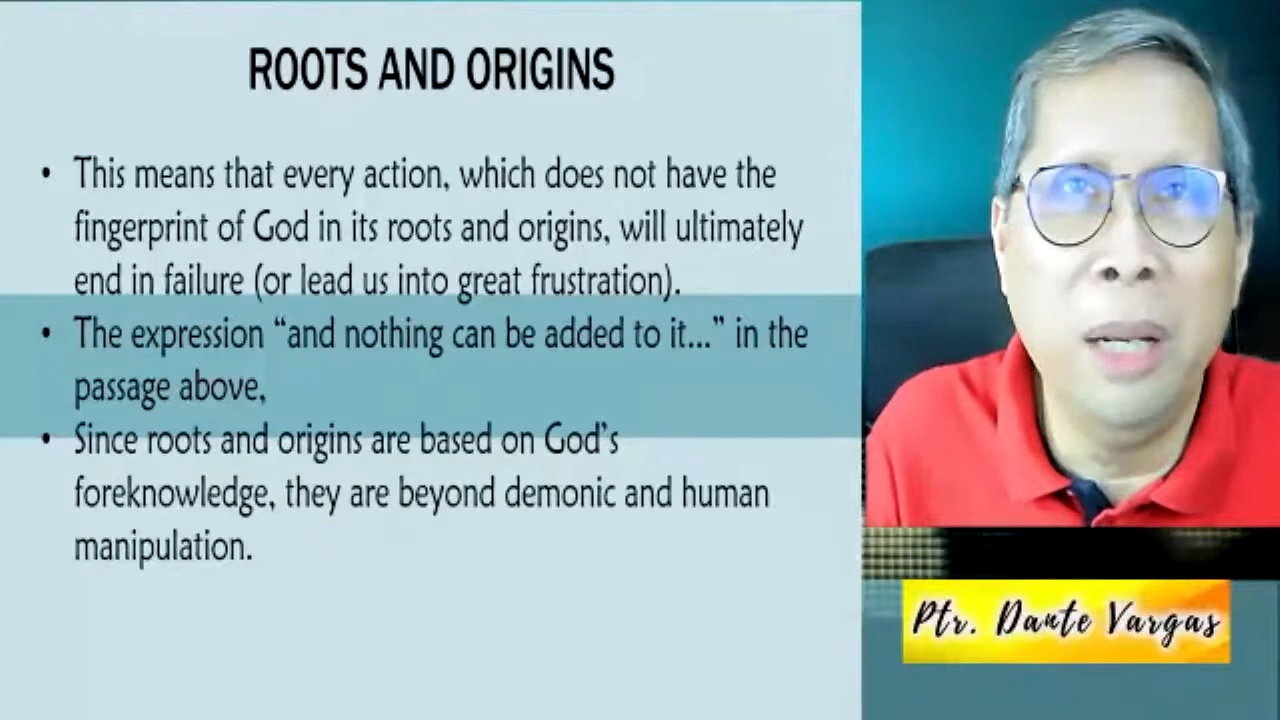 ROOTS AND ORIGINS
• This means that every action, which does not have the
fingerprint of God in its roots and origins, will ultimately
end in failure (or lead us into great frustration).
• The expression “and nothing can be added to it...” in the
passage above,
• Since roots and origins are based on God’s
foreknowledge, they are beyond demonic and human
manipulation.
Ptr. Dante Vargas